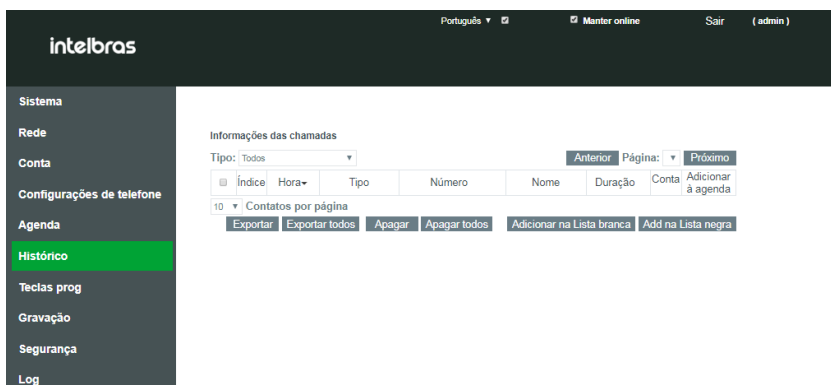 Português Manter online Sair ( admin )
intelbras
Sistema
Rede
Conta
Configurações de telefone
Agenda
Histórico
Teclas prog
Gravação
Segurança
Log
Informações das chamadas
Tipo: Todos Anterior Página: Próximo
Índice Hora Tipo Número Nome Duração Conta Adicionar à agenda
10 Contatos por página
Exportar Exportar todos Apagar Apagar todos Adicionar na Lista branca Add na Lista negra